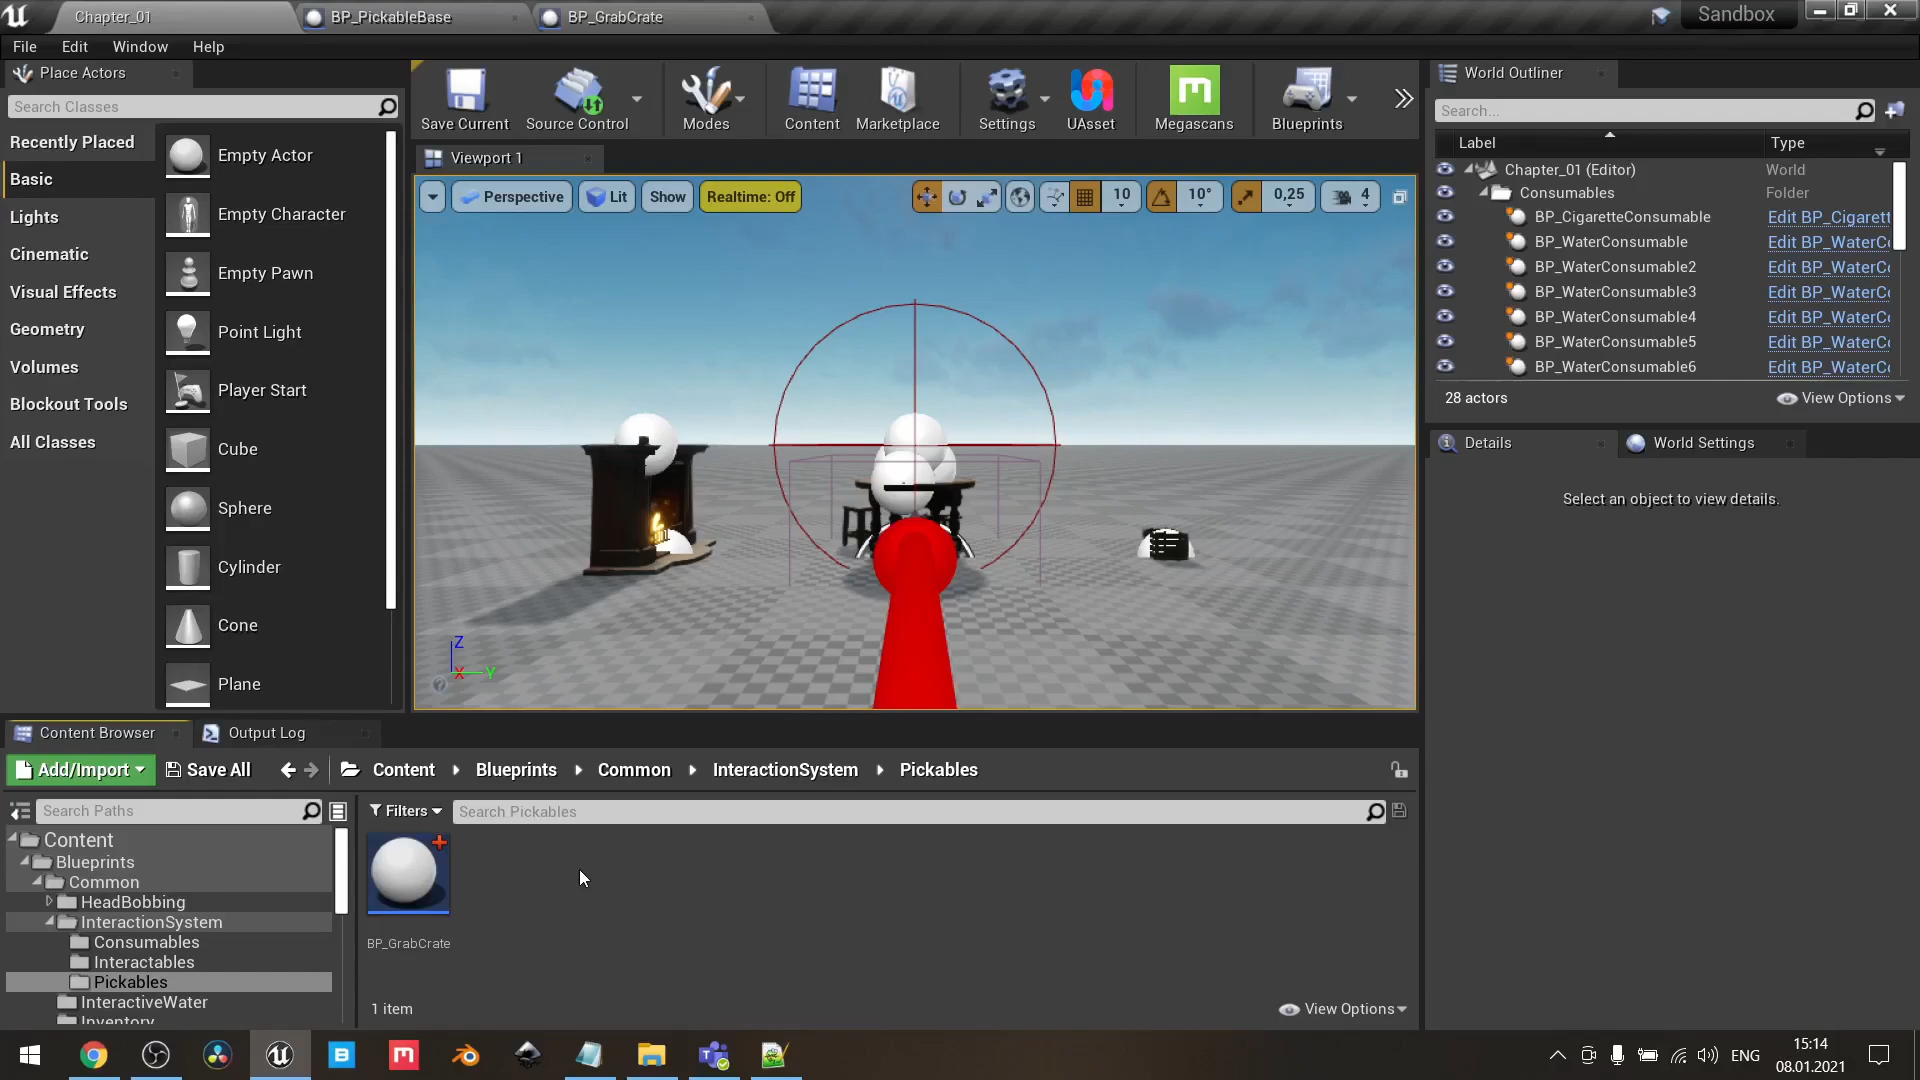 Chapter_01
BP_PickableBase
BP_GrabCrate
Sandbox
File
Edit
Window
Help
Place Actors
Search Classes
Recently Placed
Basic
Lights
Cinematic
Visual Effects
Geometry
Volumes
Blockout Tools
All Classes
Empty Actor
Empty Character
Empty Pawn
Point Light
Player Start
Cube
Sphere
Cylinder
Cone
Plane
Save Current
Source Control
Modes
Content
Marketplace
Settings
UAsset
Megascans
Blueprints
Viewport 1
Perspective
Lit
Show
Realtime: Off
10
10°
0,25
4
Z
X
Y
World Outliner
Search...
Label
Type
Chapter_01 (Editor)
World
Consumables
Folder
BP_CigaretteConsumable
Edit BP_Cigarett
BP_WaterConsumable
Edit BP_WaterCo
BP_WaterConsumable2
Edit BP_WaterCo
BP_WaterConsumable3
Edit BP_WaterCo
BP_WaterConsumable4
Edit BP_WaterCo
BP_WaterConsumable5
Edit BP_WaterCo
BP_WaterConsumable6
Edit BP_WaterCo
28 actors
View Options
Details
World Settings
Select an object to view details.
Content Browser
Output Log
Add/Import
Save All
Content
Blueprints
Common
InteractionSystem
Pickables
Search Paths
Filters
Search Pickables
Content
Blueprints
Common
HeadBobbing
InteractionSystem
Consumables
Interactables
Pickables
InteractiveWater
Inventory
BP_GrabCrate
1 item
View Options
ENG
15:14
08.01.2021